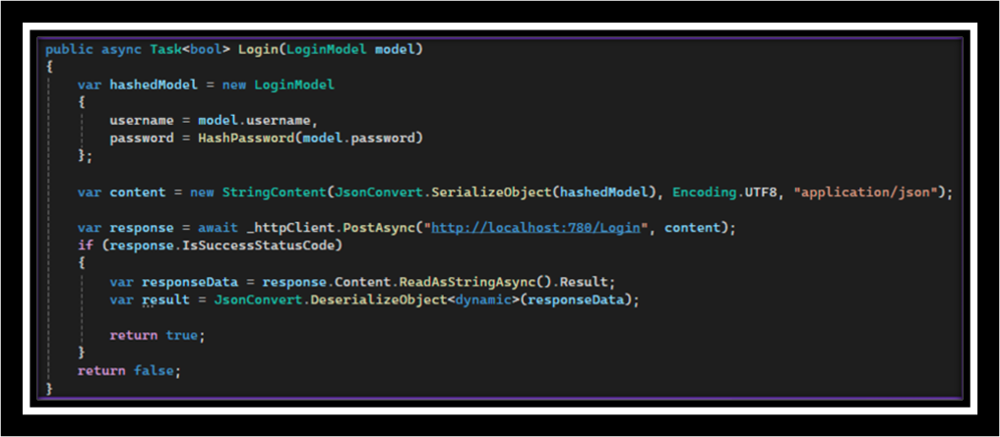 public async Task<bool> Login(LoginModel model)
{
var hashedModel = new LoginModel
{
username = model.username,
password = HashPassword(model.password)
};
var content = new StringContent(JsonConvert.SerializeObject(hashedModel), Encoding.UTF8, "application/json");
var response = await _httpClient.PostAsync("http://localhost:780/Login", content);
if (response.IsSuccessStatusCode)
{
var responseData = response.Content.ReadAsStringAsync().Result;
var result = JsonConvert.DeserializeObject<dynamic>(responseData);
return true;
}
return false;
}